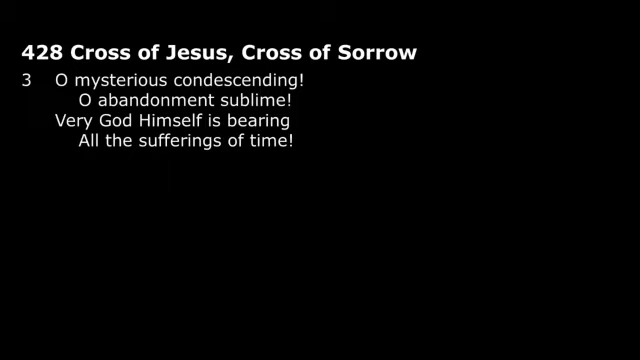 428 Cross of Jesus, Cross of Sorrow
3 O mysterious condescending!
O abandonment sublime!
Very God Himself is bearing
All the sufferings of time!